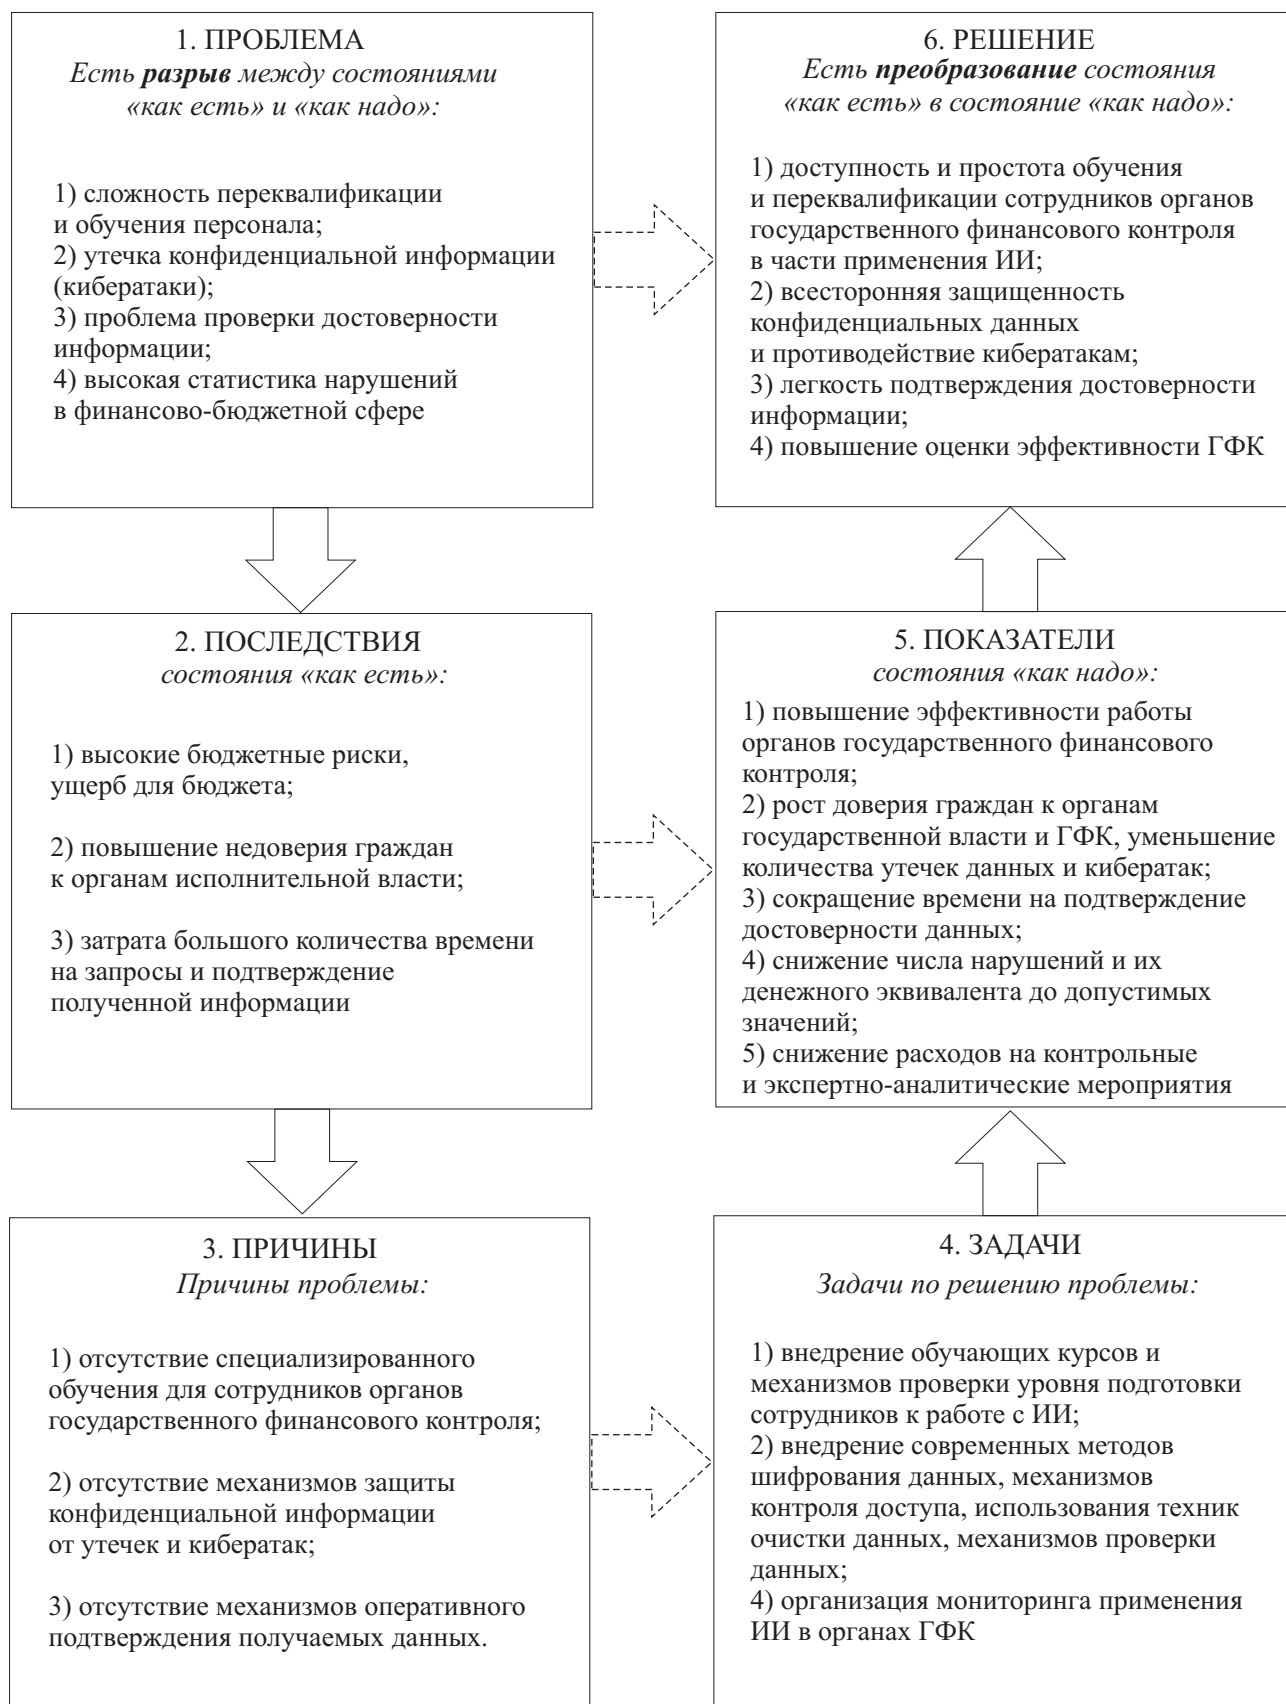 1. ПРОБЛЕМА
Есть разрыв между состояниями
«как есть» и «как надо»:
1) сложность переквалификации
и обучения персонала;
2) утечка конфиденциальной информации
(кибератаки);
3) проблема проверки достоверности
информации;
4) высокая статистика нарушений
в финансово-бюджетной сфере
2. ПОСЛЕДСТВИЯ
состояния «как есть»:
1) высокие бюджетные риски,
ущерб для бюджета;
2) повышение недоверия граждан
к органам исполнительной власти;
3) затрата большого количества времени
на запросы и подтверждение
полученной информации
3. ПРИЧИНЫ
Причины проблемы:
1) отсутствие специализированного
обучения для сотрудников органов
государственного финансового контроля;
2) отсутствие механизмов защиты
конфиденциальной информации
от утечек и кибератак;
3) отсутствие механизмов оперативного
подтверждения получаемых данных.
4. ЗАДАЧИ
Задачи по решению проблемы:
1) внедрение обучающих курсов и
механизмов проверки уровня подготовки
сотрудников к работе с ИИ;
2) внедрение современных методов
шифрования данных, механизмов
контроля доступа, использования техник
очистки данных, механизмов проверки
данных;
4) организация мониторинга применения
ИИ в органах ГФК
5. ПОКАЗАТЕЛИ
состояния «как надо»:
1) повышение эффективности работы
органов государственного финансового
контроля;
2) рост доверия граждан к органам
государственной власти и ГФК, уменьшение
количества утечек данных и кибератак;
3) сокращение времени на подтверждение
достоверности данных;
4) снижение числа нарушений и их
денежного эквивалента до допустимых
значений;
5) снижение расходов на контрольные
и экспертно-аналитические мероприятия
6. РЕШЕНИЕ
Есть преобразование состояния
«как есть» в состояние «как надо»:
1) доступность и простота обучения
и переквалификации сотрудников органов
государственного финансового контроля
в части применения ИИ;
2) всесторонняя защищенность
конфиденциальных данных
и противодействие кибератакам;
3) легкость подтверждения достоверности
информации;
4) повышение оценки эффективности ГФК